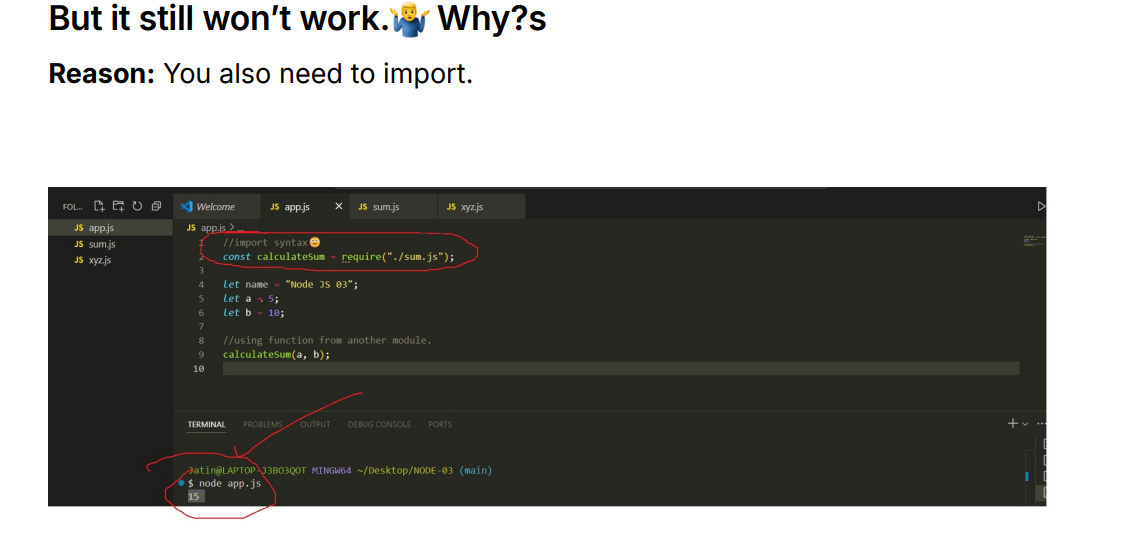 But it still won’t work.🤷‍♂️ Why?s
Reason: You also need to import.
FOL...
Welcome
JS app.js
JS sum.js
JS xyz.js
JS app.js
JS sum.js
JS xyz.js
JS app.js > ...
1 //import syntax😊
2 const calculateSum = require("./sum.js");
3
4 let name = "Node JS 03";
5 let a = 5;
6 let b = 10;
7
8 //using function from another module.
9 calculateSum(a, b);
10
TERMINAL PROBLEMS OUTPUT DEBUG CONSOLE PORTS
Jatin@LAPTOP-J3BO3QOT MINGW64 ~/Desktop/NODE-03 (main)
$ node app.js
15